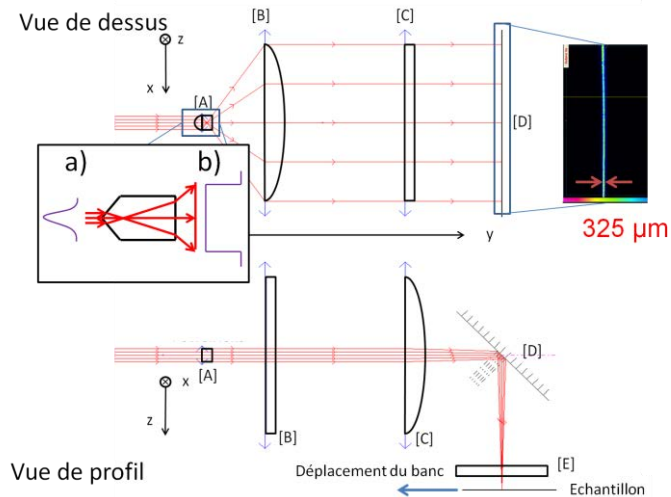 Vue de dessus
z
x
[A]
[B]
[C]
[D]
a)
b)
325 µm
y
[A]
[B]
[C]
[D]
x
z
[E]
Vue de profil
Déplacement du banc
Echantillon